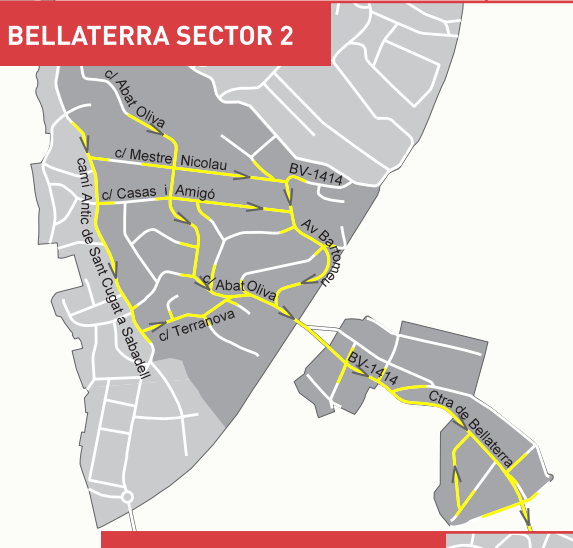 BELLATERRA SECTOR 2
c/ Abat Oliva
c/ Mestre Nicolau
BV-1414
c/ Casas i Amigó
camí Antic de Sant Cugat a Sabadell
Av Bartomeu
c/ Abat Oliva
c/ Terranova
BV-1414
Ctra de Bellaterra